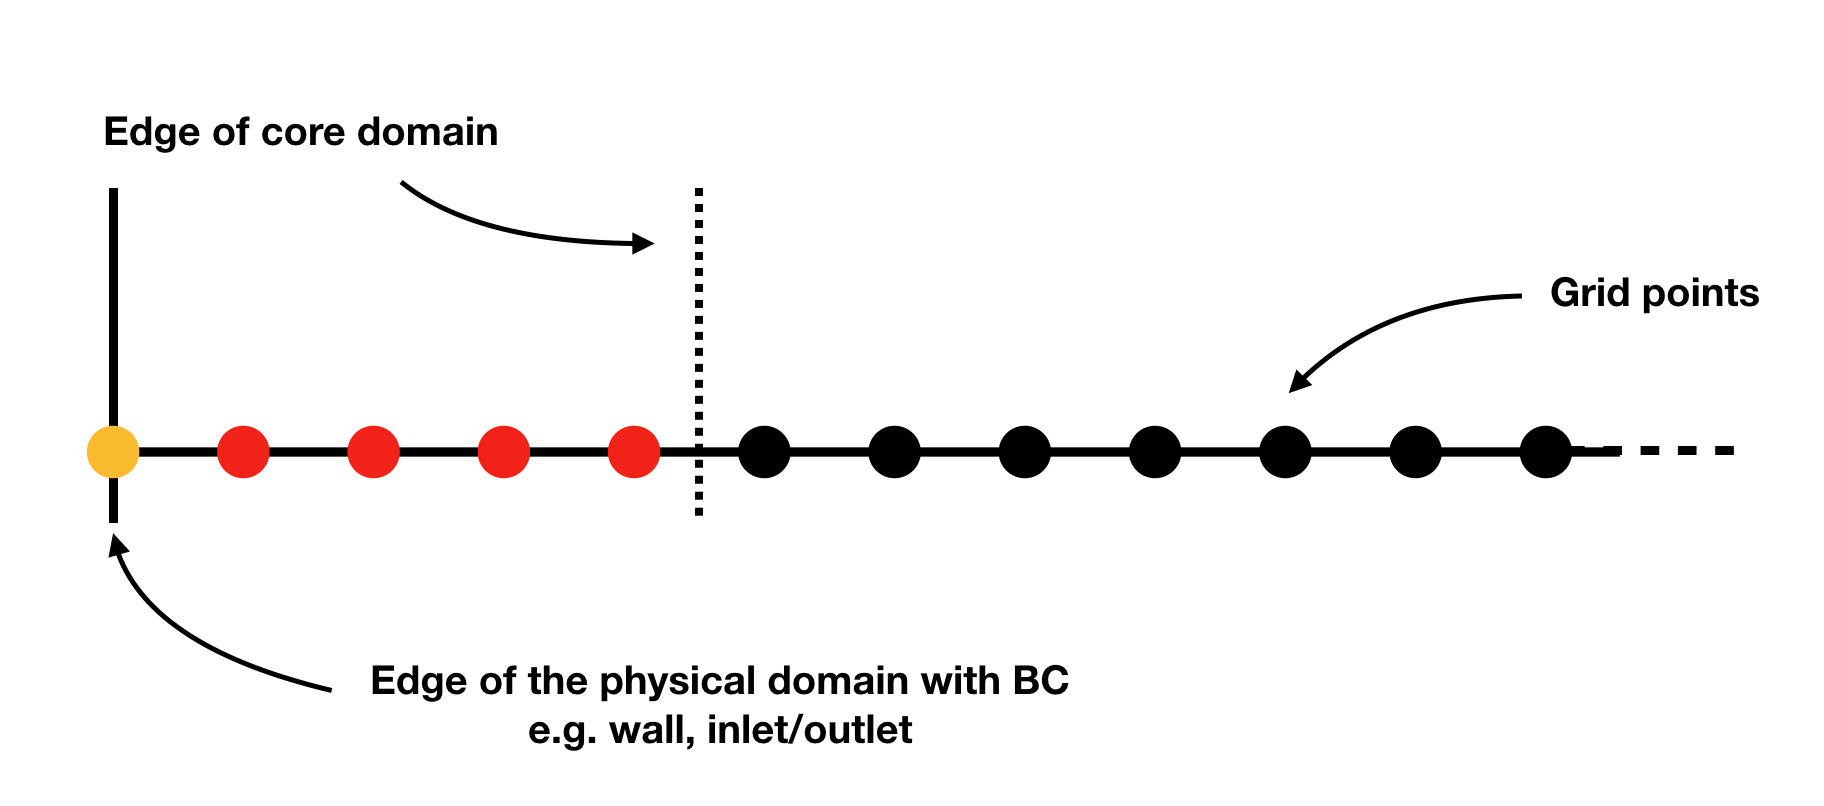 Edge of core domain
Grid points
Edge of the physical domain with BC
e.g. wall, inlet/outlet